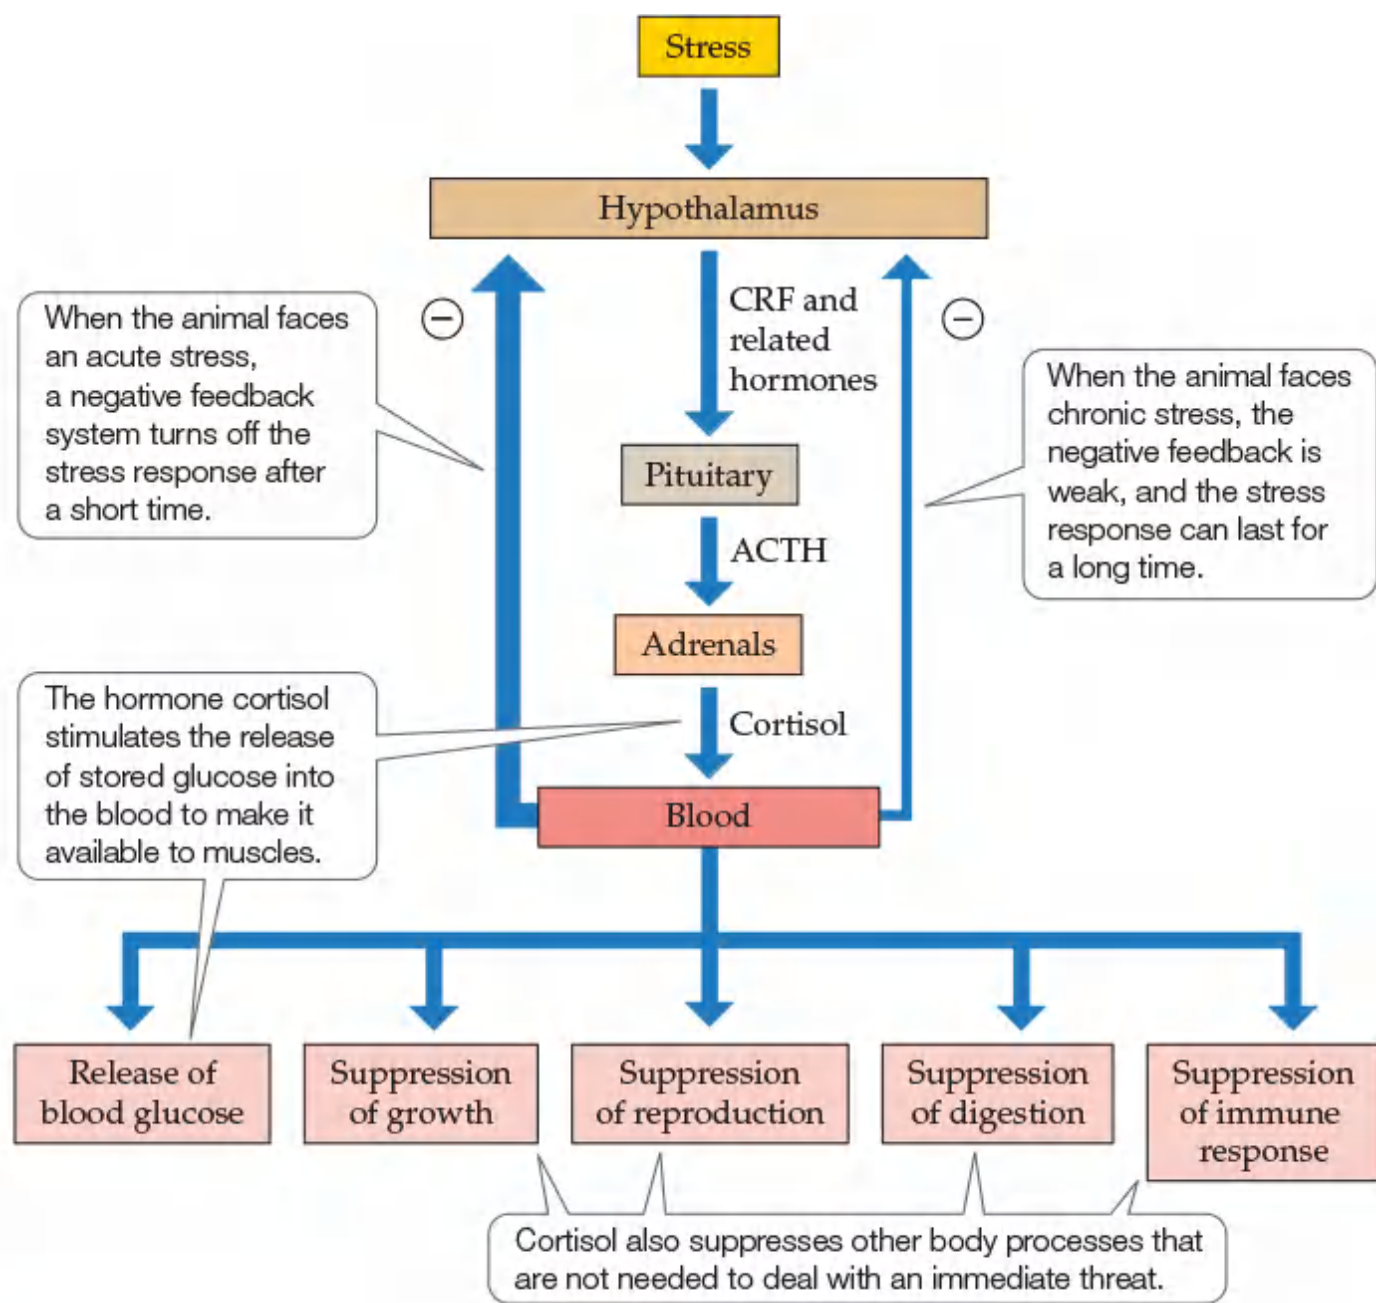 Stress
Hypothalamus
When the animal faces
an acute stress,
a negative feedback
system turns off the
stress response after
a short time.
−
CRF and
related
hormones
−
When the animal faces
chronic stress, the
negative feedback is
weak, and the stress
response can last for
a long time.
Pituitary
ACTH
Adrenals
The hormone cortisol
stimulates the release
of stored glucose into
the blood to make it
available to muscles.
Cortisol
Blood
Release of
blood glucose
Suppression
of growth
Suppression
of reproduction
Suppression
of digestion
Suppression
of immune
response
Cortisol also suppresses other body processes that
are not needed to deal with an immediate threat.